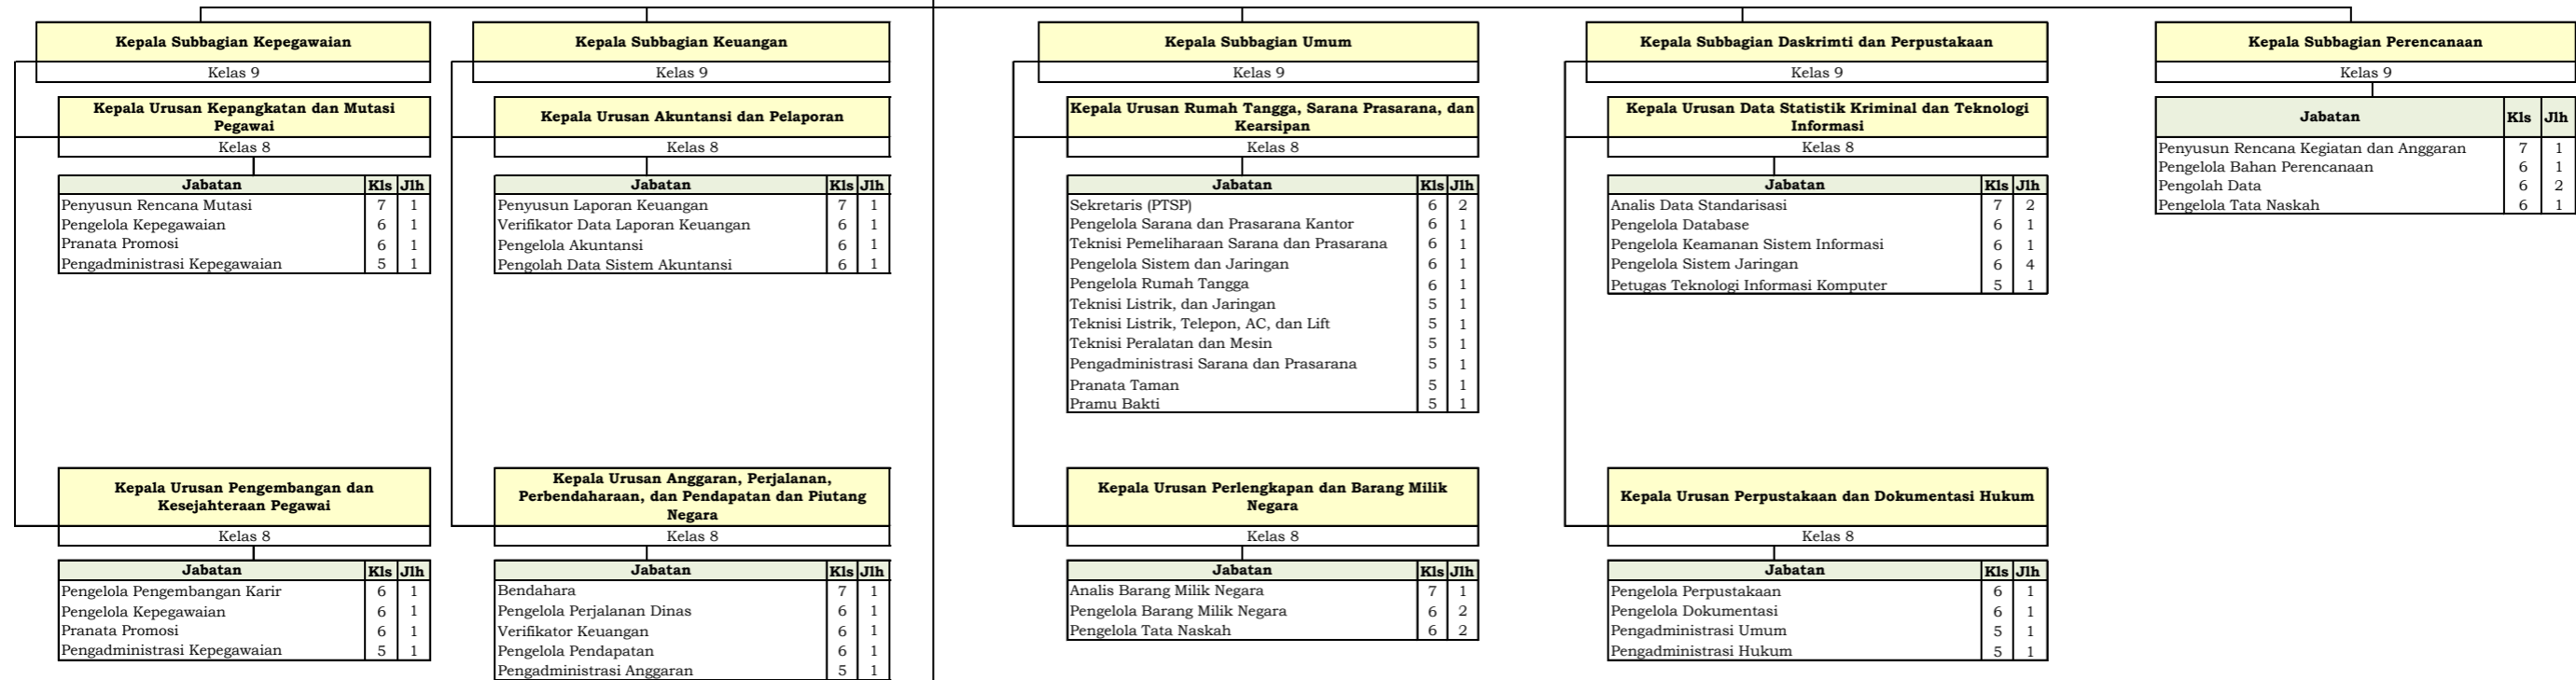 Kepala Subbagian Kepegawaian
Kelas 9
Kepala Urusan Kepangkatan dan Mutasi
Pegawai
Kelas 8
Jabatan Kls Jlh
Penyusun Rencana Mutasi 7 1
Pengelola Kepegawaian 6 1
Pranata Promosi 6 1
Pengadministrasi Kepegawaian 5 1
Kepala Urusan Pengembangan dan
Kesejahteraan Pegawai
Kelas 8
Jabatan Kls Jlh
Pengelola Pengembangan Karir 6 1
Pengelola Kepegawaian 6 1
Pranata Promosi 6 1
Pengadministrasi Kepegawaian 5 1
Kepala Subbagian Keuangan
Kelas 9
Kepala Urusan Akuntansi dan Pelaporan
Kelas 8
Jabatan Kls Jlh
Penyusun Laporan Keuangan 7 1
Verifikator Data Laporan Keuangan 6 1
Pengelola Akuntansi 6 1
Pengolah Data Sistem Akuntansi 6 1
Kepala Urusan Anggaran, Perjalanan,
Perbendaharaan, dan Pendapatan dan Piutang
Negara
Kelas 8
Jabatan Kls Jlh
Bendahara 7 1
Pengelola Perjalanan Dinas 6 1
Verifikator Keuangan 6 1
Pengelola Pendapatan 6 1
Pengadministrasi Anggaran 5 1
Kepala Subbagian Umum
Kelas 9
Kepala Urusan Rumah Tangga, Sarana Prasarana, dan
Kearsipan
Kelas 8
Jabatan Kls Jlh
Sekretaris (PTSP) 6 2
Pengelola Sarana dan Prasarana Kantor 6 1
Teknisi Pemeliharaan Sarana dan Prasarana 6 1
Pengelola Sistem dan Jaringan 6 1
Pengelola Rumah Tangga 6 1
Teknisi Listrik, dan Jaringan 5 1
Teknisi Listrik, Telepon, AC, dan Lift 5 1
Teknisi Peralatan dan Mesin 5 1
Pengadministrasi Sarana dan Prasarana 5 1
Pranata Taman 5 1
Pramu Bakti 5 1
Kepala Urusan Perlengkapan dan Barang Milik
Negara
Kelas 8
Jabatan Kls Jlh
Analis Barang Milik Negara 7 1
Pengelola Barang Milik Negara 6 2
Pengelola Tata Naskah 6 2
Kepala Subbagian Daskrimti dan Perpustakaan
Kelas 9
Kepala Urusan Data Statistik Kriminal dan Teknologi
Informasi
Kelas 8
Jabatan Kls Jlh
Analis Data Standarisasi 7 2
Pengelola Database 6 1
Pengelola Keamanan Sistem Informasi 6 1
Pengelola Sistem Jaringan 6 4
Petugas Teknologi Informasi Komputer 5 1
Kepala Urusan Perpustakaan dan Dokumentasi Hukum
Kelas 8
Jabatan Kls Jlh
Pengelola Perpustakaan 6 1
Pengelola Dokumentasi 6 1
Pengadministrasi Umum 5 1
Pengadministrasi Hukum 5 1
Kepala Subbagian Perencanaan
Kelas 9
Jabatan Kls Jlh
Penyusun Rencana Kegiatan dan Anggaran 7 1
Pengelola Bahan Perencanaan 6 1
Pengolah Data 6 2
Pengelola Tata Naskah 6 1